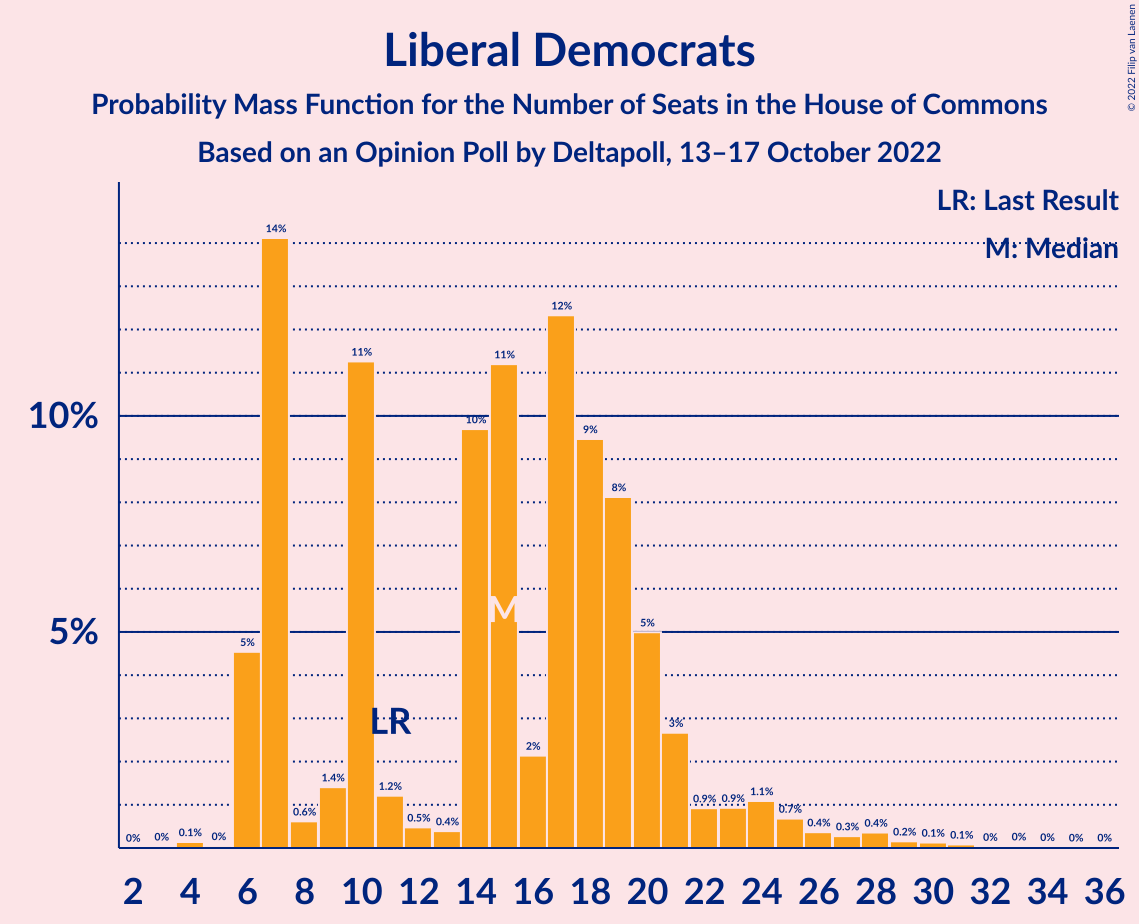 Liberal Democrats
Probability Mass Function for the Number of Seats in the House of Commons
Based on an Opinion Poll by Deltapoll, 13–17 October 2022
© 2022 Filip van Laenen
LR: Last Result
M: Median
10%
5%
0% 0% 0.1% 0% 5% 14% 0.6% 1.4% 11% 1.2% 0.5% 0.4% 10% 11% 2% 12% 9% 8% 5% 3% 0.9% 0.9% 1.1% 0.7% 0.4% 0.3% 0.4% 0.2% 0.1% 0.1% 0% 0% 0% 0% 0%
M
LR
2 4 6 8 10 12 14 16 18 20 22 24 26 28 30 32 34 36